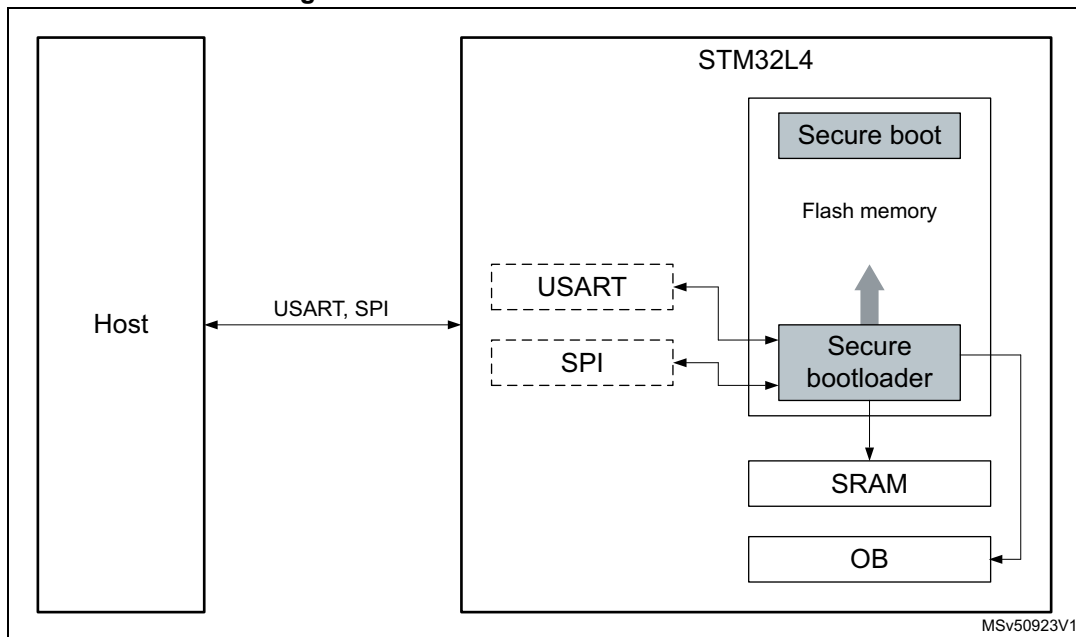 STM32L4
Secure boot
Flash memory
USART
USART, SPI
Host
SPI
Secure
bootloader
SRAM
OB
MSv50923V1